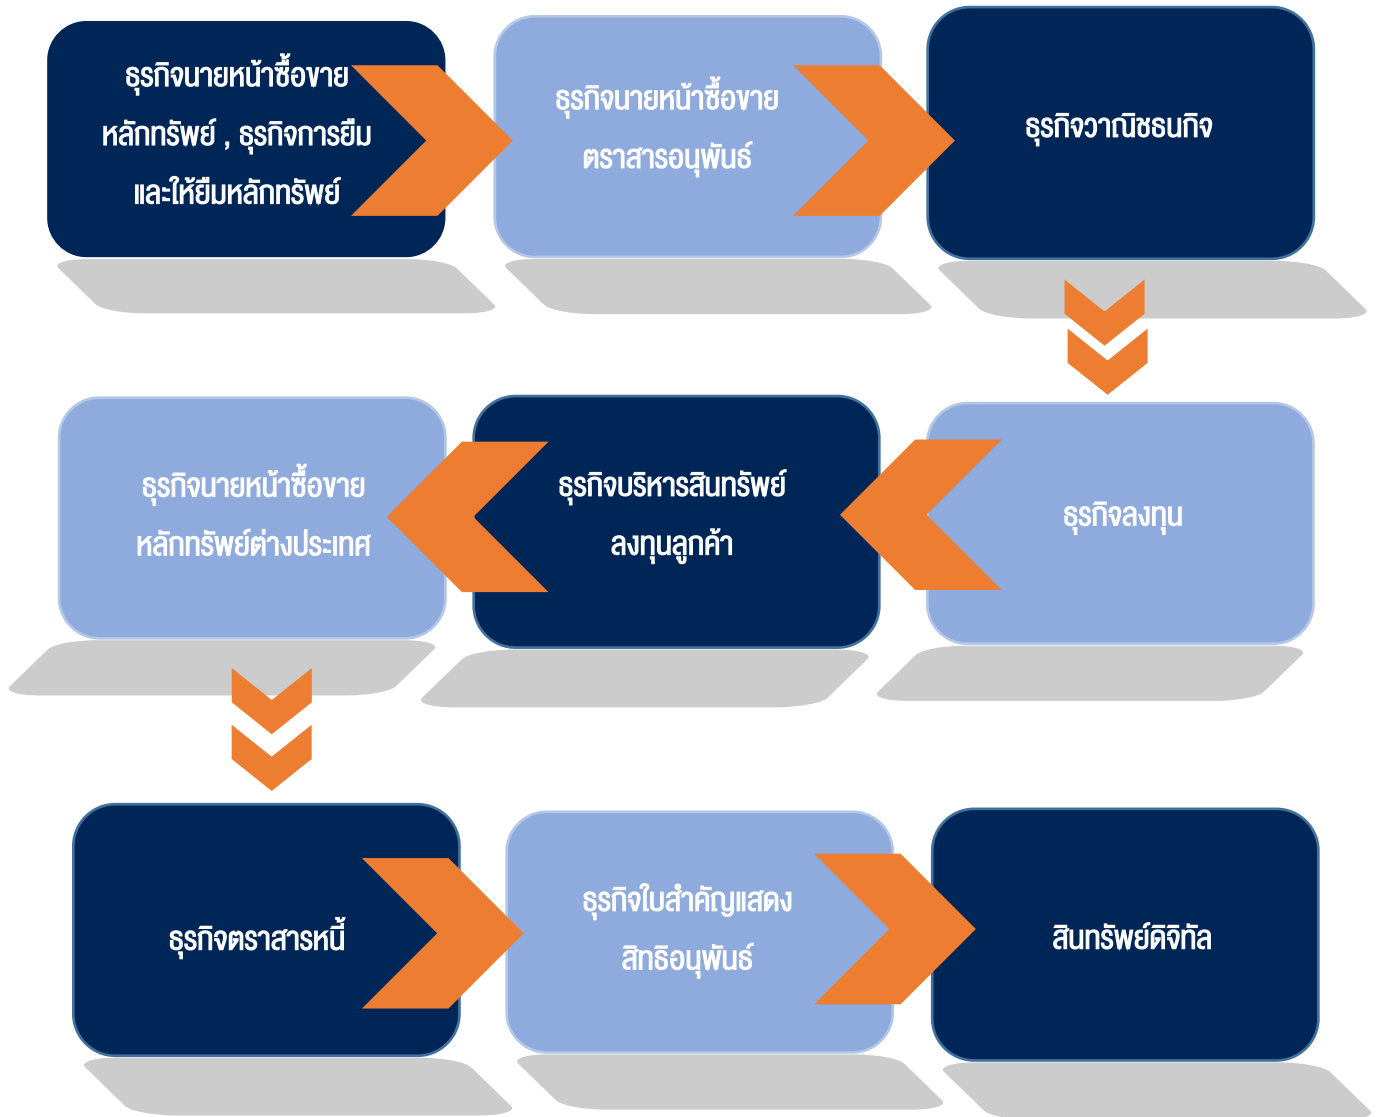 ธุรกิจนายหน้าซื้อขาย
หลักทรัพย์ , ธุรกิจการยืม
และให้ยืมหลักทรัพย์
ธุรกิจนายหน้าซื้อขาย
ตราสารอนุพันธ์
ธุรกิจวาณิชธนกิจ
ธุรกิจลงทุน
ธุรกิจบริหารสินทรัพย์
ลงทุนลูกค้า
ธุรกิจนายหน้าซื้อขาย
หลักทรัพย์ต่างประเทศ
ธุรกิจตราสารหนี้
ธุรกิจใบสำคัญแสดง
สิทธิอนุพันธ์
สินทรัพย์ดิจิทัล